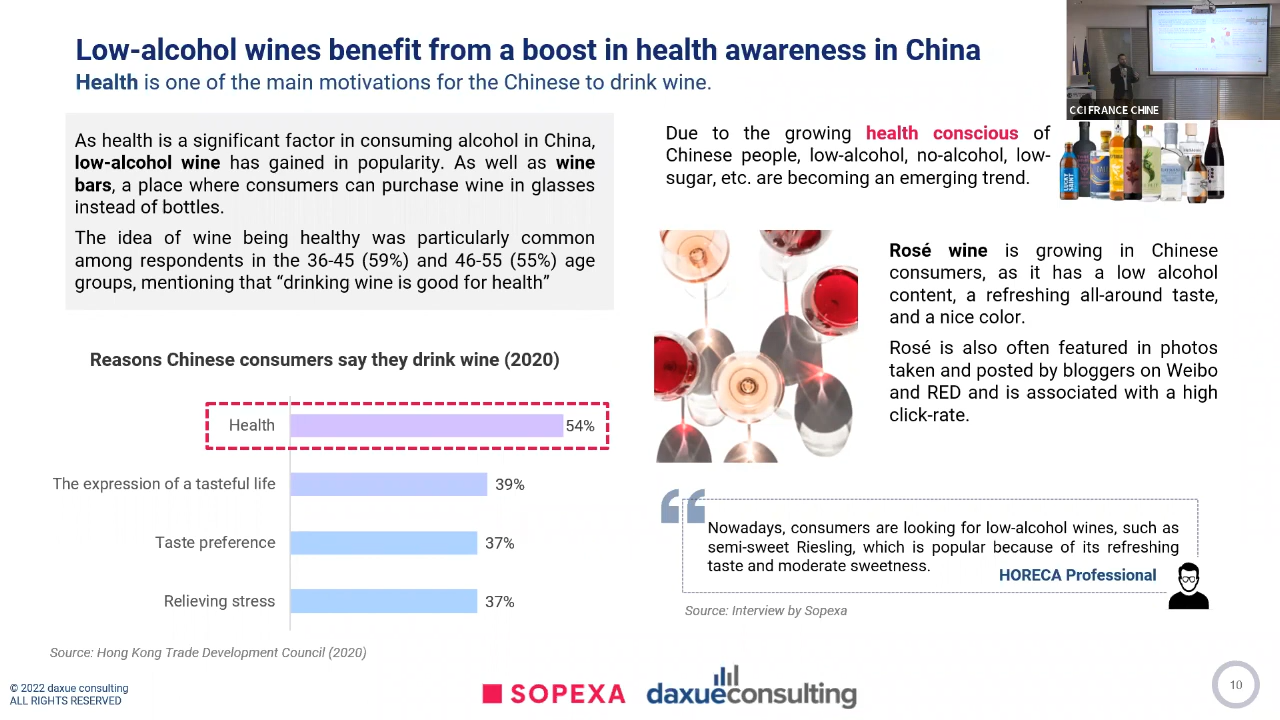 Low-alcohol wines benefit from a boost in health awareness in China
Health is one of the main motivations for the Chinese to drink wine.
CCI FRANCE CHINE
As health is a significant factor in consuming alcohol in China,
low-alcohol wine has gained in popularity. As well as wine
bars, a place where consumers can purchase wine in glasses
instead of bottles.
The idea of wine being healthy was particularly common
among respondents in the 36-45 (59%) and 46-55 (55%) age
groups, mentioning that “drinking wine is good for health”
Due to the growing health conscious of
Chinese people, low-alcohol, no-alcohol, low-
sugar, etc. are becoming an emerging trend.
LUCKY
SAINT
Rosé wine is growing in Chinese
consumers, as it has a low alcohol
content, a refreshing all-around taste,
and a nice color.
Rosé is also often featured in photos
taken and posted by bloggers on Weibo
and RED and is associated with a high
click-rate.
Reasons Chinese consumers say they drink wine (2020)
Health 54%
The expression of a tasteful life 39%
Taste preference 37%
Relieving stress 37%
Source: Hong Kong Trade Development Council (2020)
“
Nowadays, consumers are looking for low-alcohol wines, such as
semi-sweet Riesling, which is popular because of its refreshing
taste and moderate sweetness.
HORECA Professional
Source: Interview by Sopexa
© 2022 daxue consulting
ALL RIGHTS RESERVED
SOPEXA
daxueconsulting
10